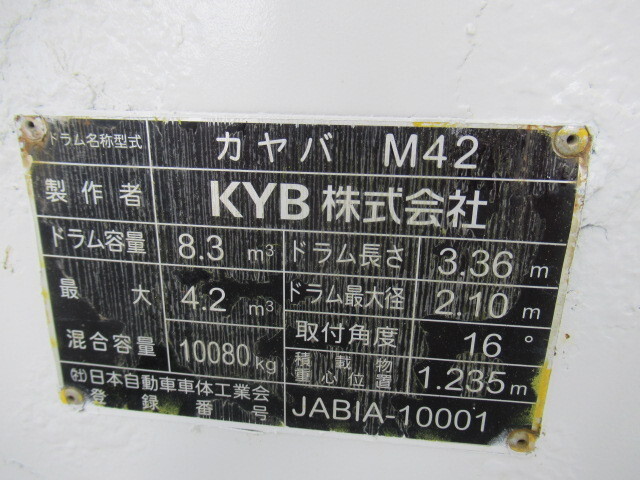 ドラム名称型式 カヤバ M42
製作者 KYB株式会社
ドラム容量 8.3 m³ ドラム長さ 3.36 m
最大 4.2 m³ ドラム最大径 2.10 m
混合容量 10080 kg 取付角度 16°
積載物
重心位置 1.235 m
(社)日本自動車車体工業会
登録番号 JABIA-10001